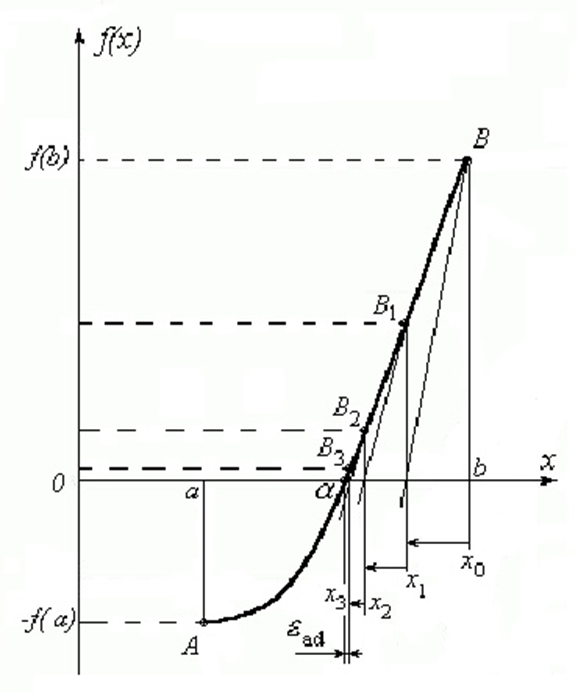 f(x)
B
f(b)
B1
B2
B3
x
0
a
α
b
x0
x1
x3
x2
-f(a)
εad
A